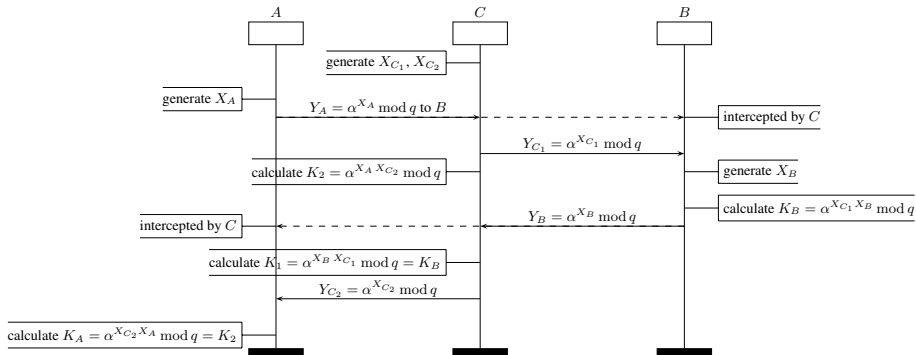 A C B
generate X_{C_1}, X_{C_2}
generate X_A
Y_A = α^{X_A} mod q to B
intercepted by C
Y_{C_1} = α^{X_{C_1}} mod q
calculate K_2 = α^{X_A X_{C_2}} mod q
generate X_B
calculate K_B = α^{X_{C_1} X_B} mod q
Y_B = α^{X_B} mod q
intercepted by C
calculate K_1 = α^{X_B X_{C_1}} mod q = K_B
Y_{C_2} = α^{X_{C_2}} mod q
calculate K_A = α^{X_{C_2} X_A} mod q = K_2